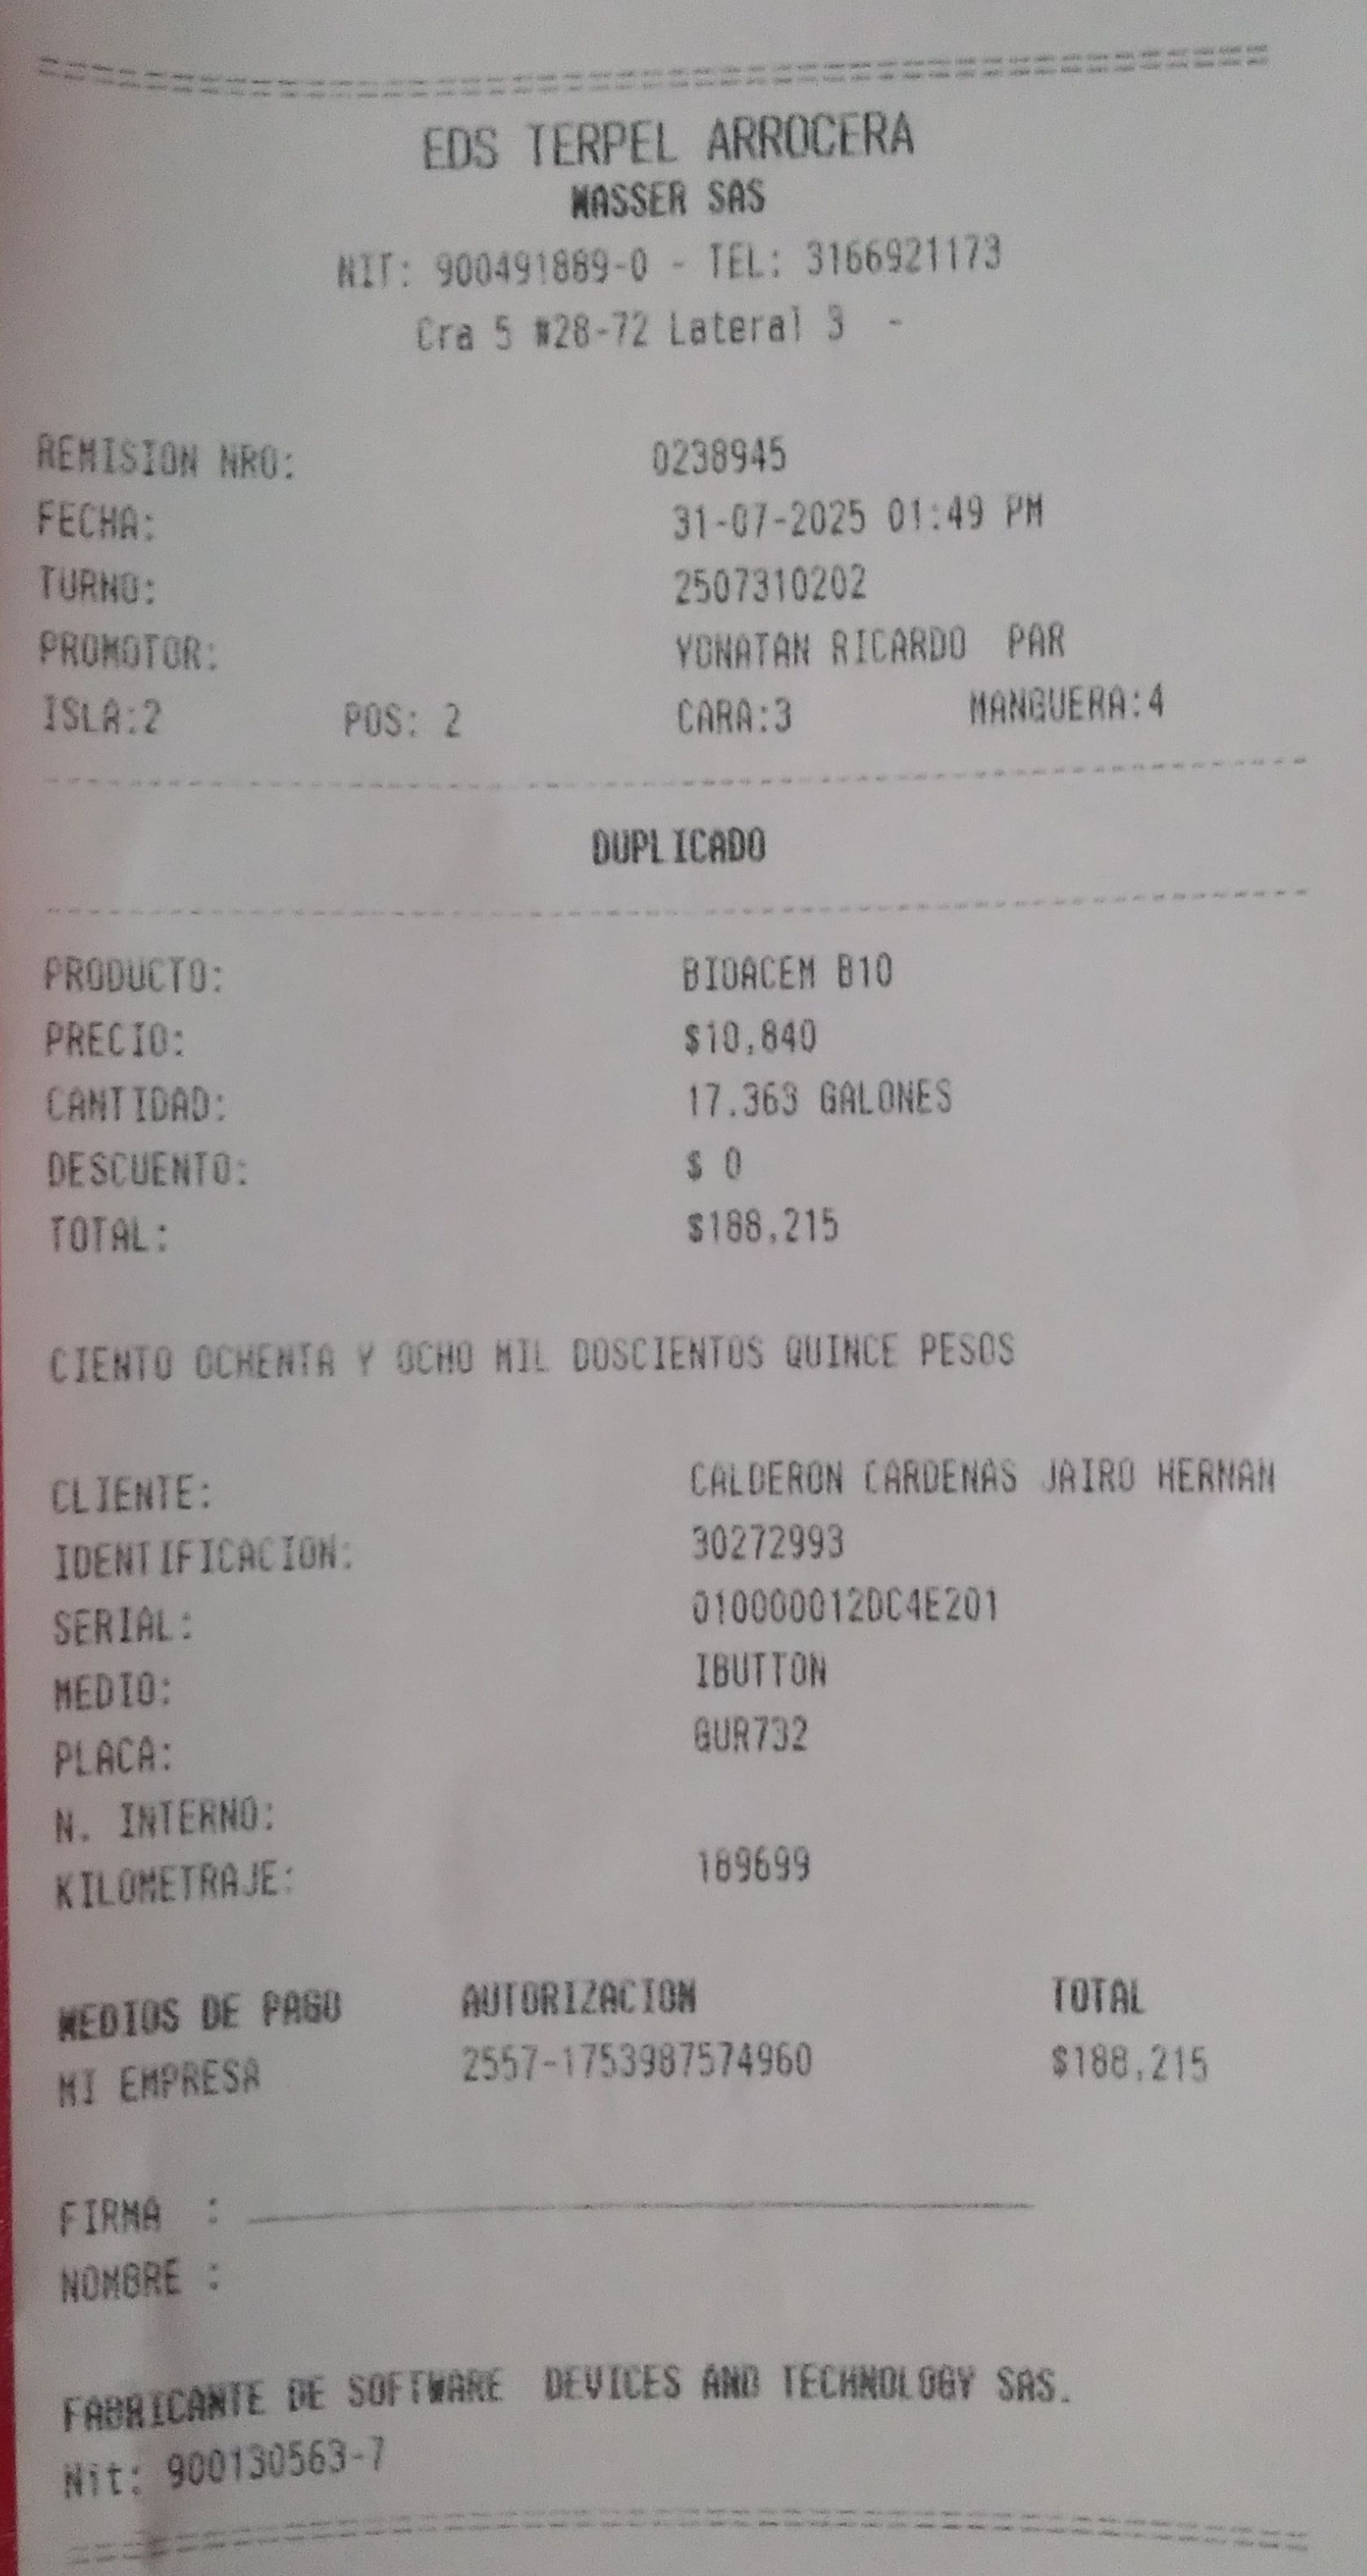 EDS TERPEL ARROCERA
WASSER SAS
NIT: 900491889-0 - TEL: 3166921173
Cra 5 #28-72 Lateral 3 -
REMISION NRO: 0238945
FECHA: 31-07-2025 01:49 PM
TURNO: 2507310202
PROMOTOR: YONATAN RICARDO PAR
ISLA:2 POS: 2 CARA:3 MANGUERA:4
DUPLICADO
PRODUCTO: BIOACEM B10
PRECIO: $10,840
CANTIDAD: 17.363 GALONES
DESCUENTO: $ 0
TOTAL: $188,215
CIENTO OCHENTA Y OCHO MIL DOSCIENTOS QUINCE PESOS
CLIENTE: CALDERON CARDENAS JAIRO HERNAN
IDENTIFICACION: 30272993
SERIAL: 010000012DC4E201
MEDIO: IBUTTON
PLACA: GUR732
N. INTERNO:
KILOMETRAJE: 189699
MEDIOS DE PAGO AUTORIZACION TOTAL
MI EMPRESA 2557-1753987574960 $188,215
FIRMA :
NOMBRE :
FABRICANTE DE SOFTWARE DEVICES AND TECHNOLOGY SAS.
Nit: 900130563-7